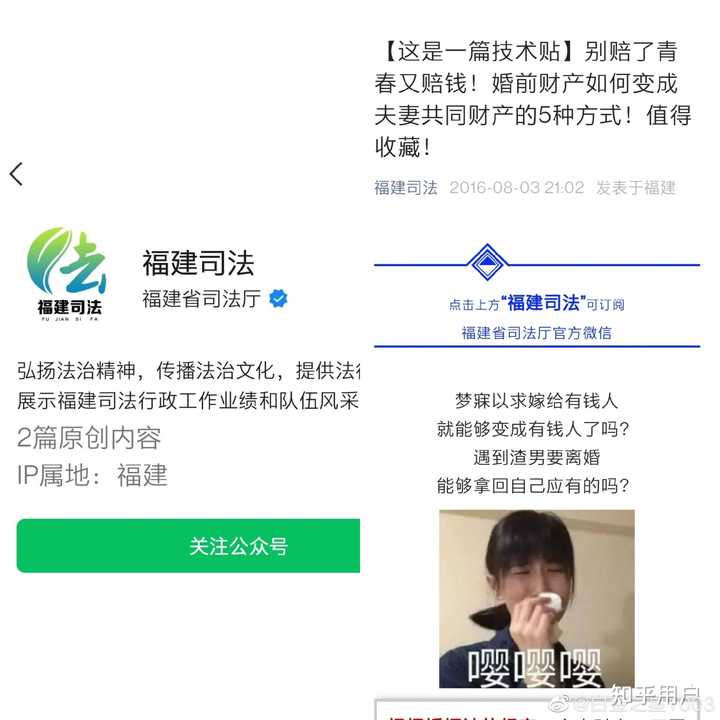 福建司法
FU JIAN SI FA
福建司法
福建省司法厅
弘扬法治精神，传播法治文化，提供法
展示福建司法行政工作业绩和队伍风采
2篇原创内容
IP属地：福建
关注公众号
【这是一篇技术贴】别赔了青
春又赔钱！婚前财产如何变成
夫妻共同财产的5种方式！值得
收藏！
福建司法 2016-08-03 21:02 发表于福建
点击上方“福建司法”可订阅
福建省司法厅官方微信
梦寐以求嫁给有钱人
就能够变成有钱人了吗？
遇到渣男要离婚
能够拿回自己应有的吗？
嘤嘤嘤
知乎用户